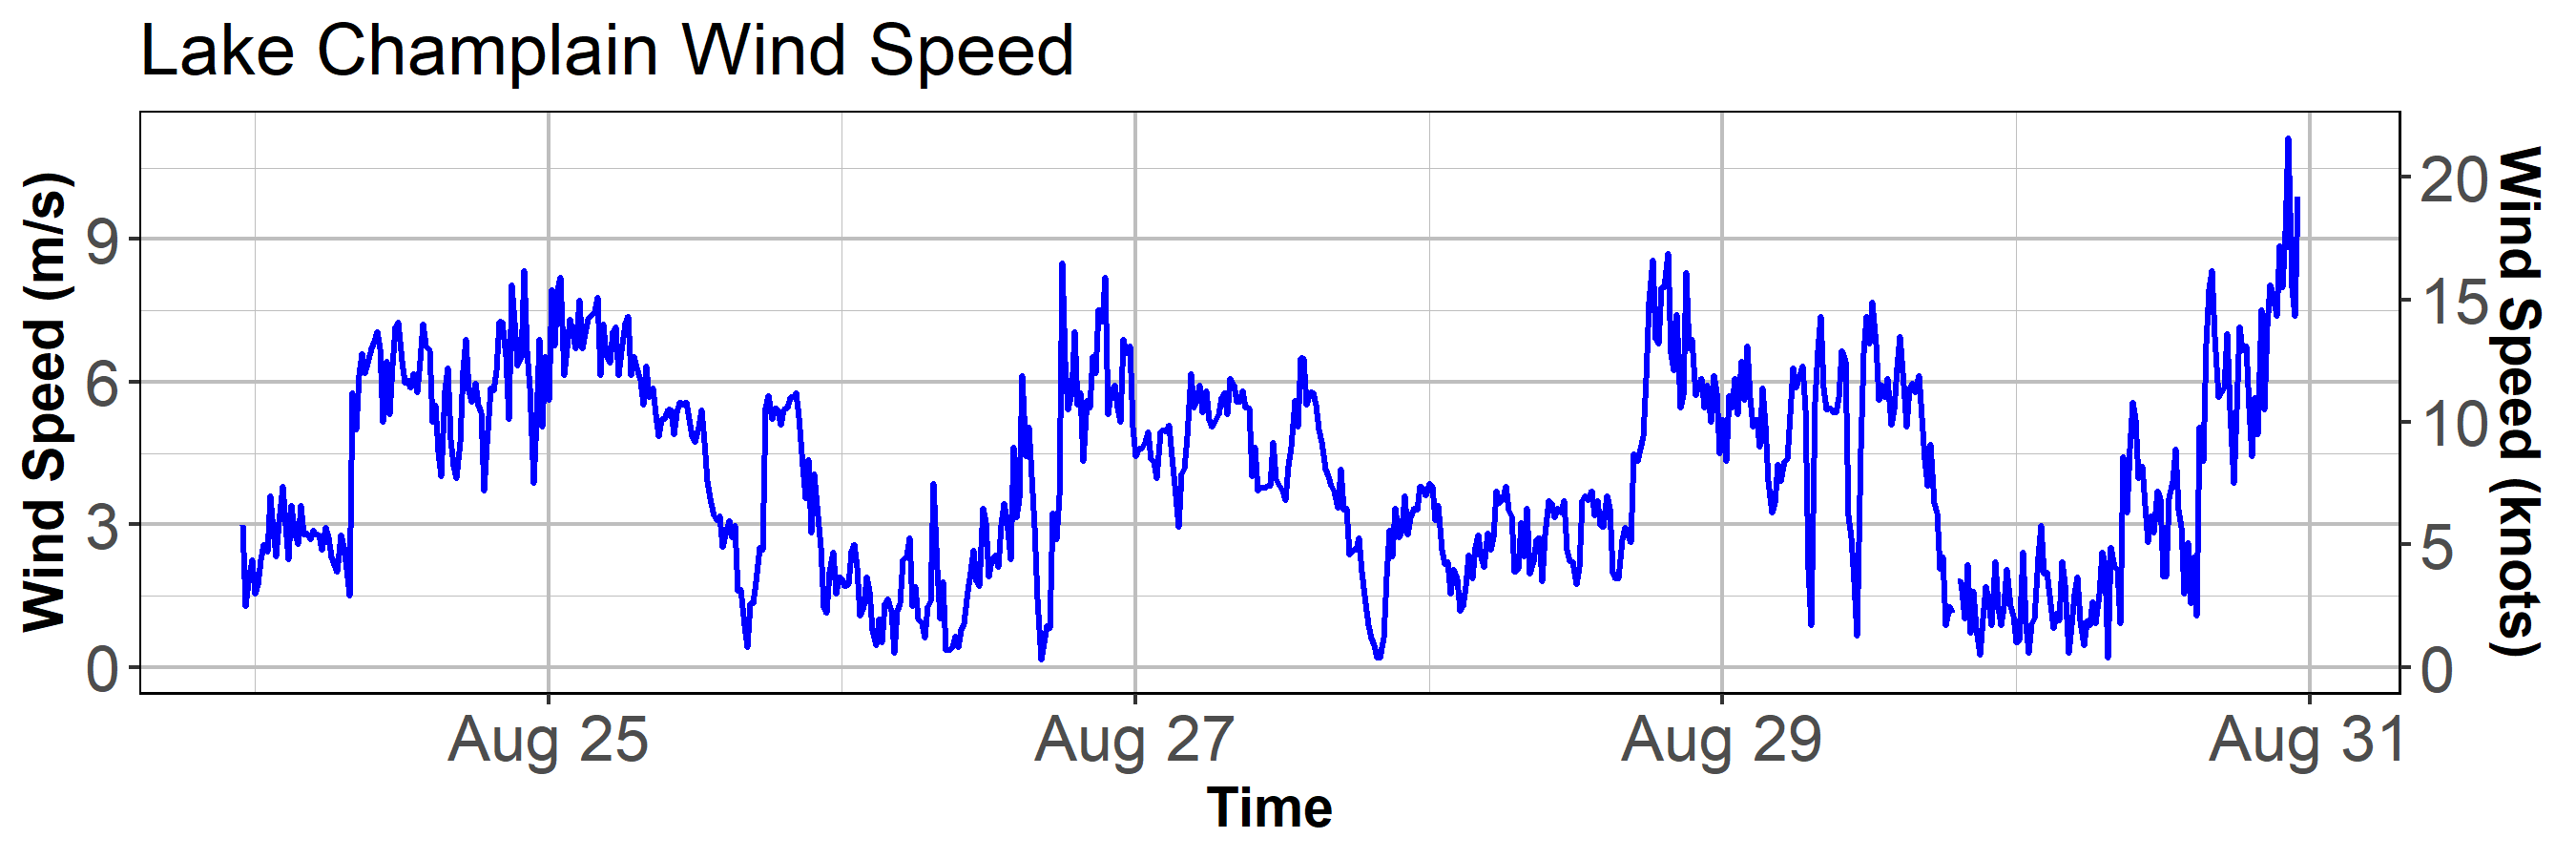 Lake Champlain Wind Speed
Wind Speed (m/s)
9
6
3
0
20
15
10
5
0
Wind Speed (knots)
Aug 25
Aug 27
Aug 29
Aug 31
Time